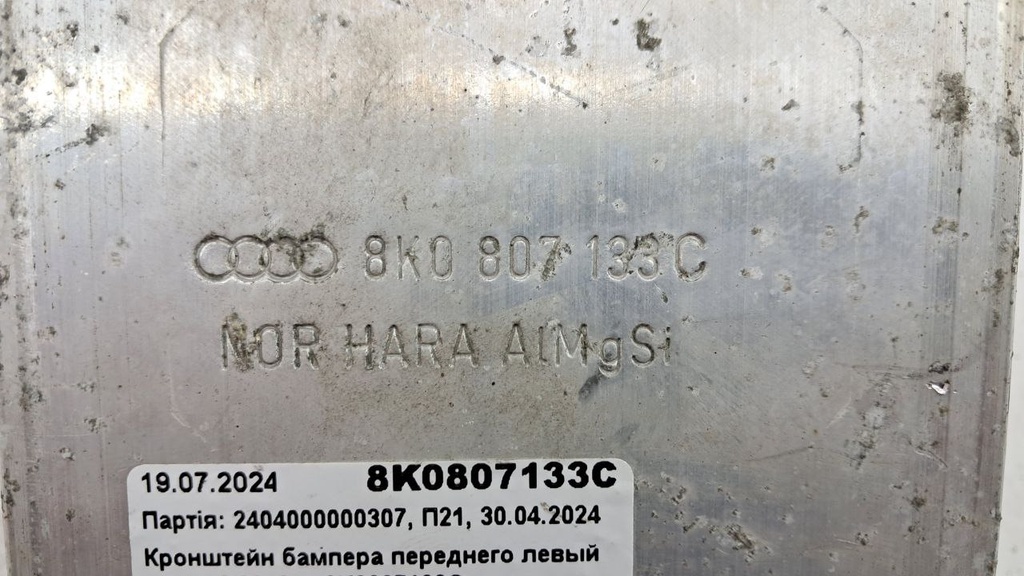 8K0 807 133 C
NOR HARA AlMgSi
19.07.2024 8K0807133C
Партія: 2404000000307, П21, 30.04.2024
Кронштейн бампера переднего левый